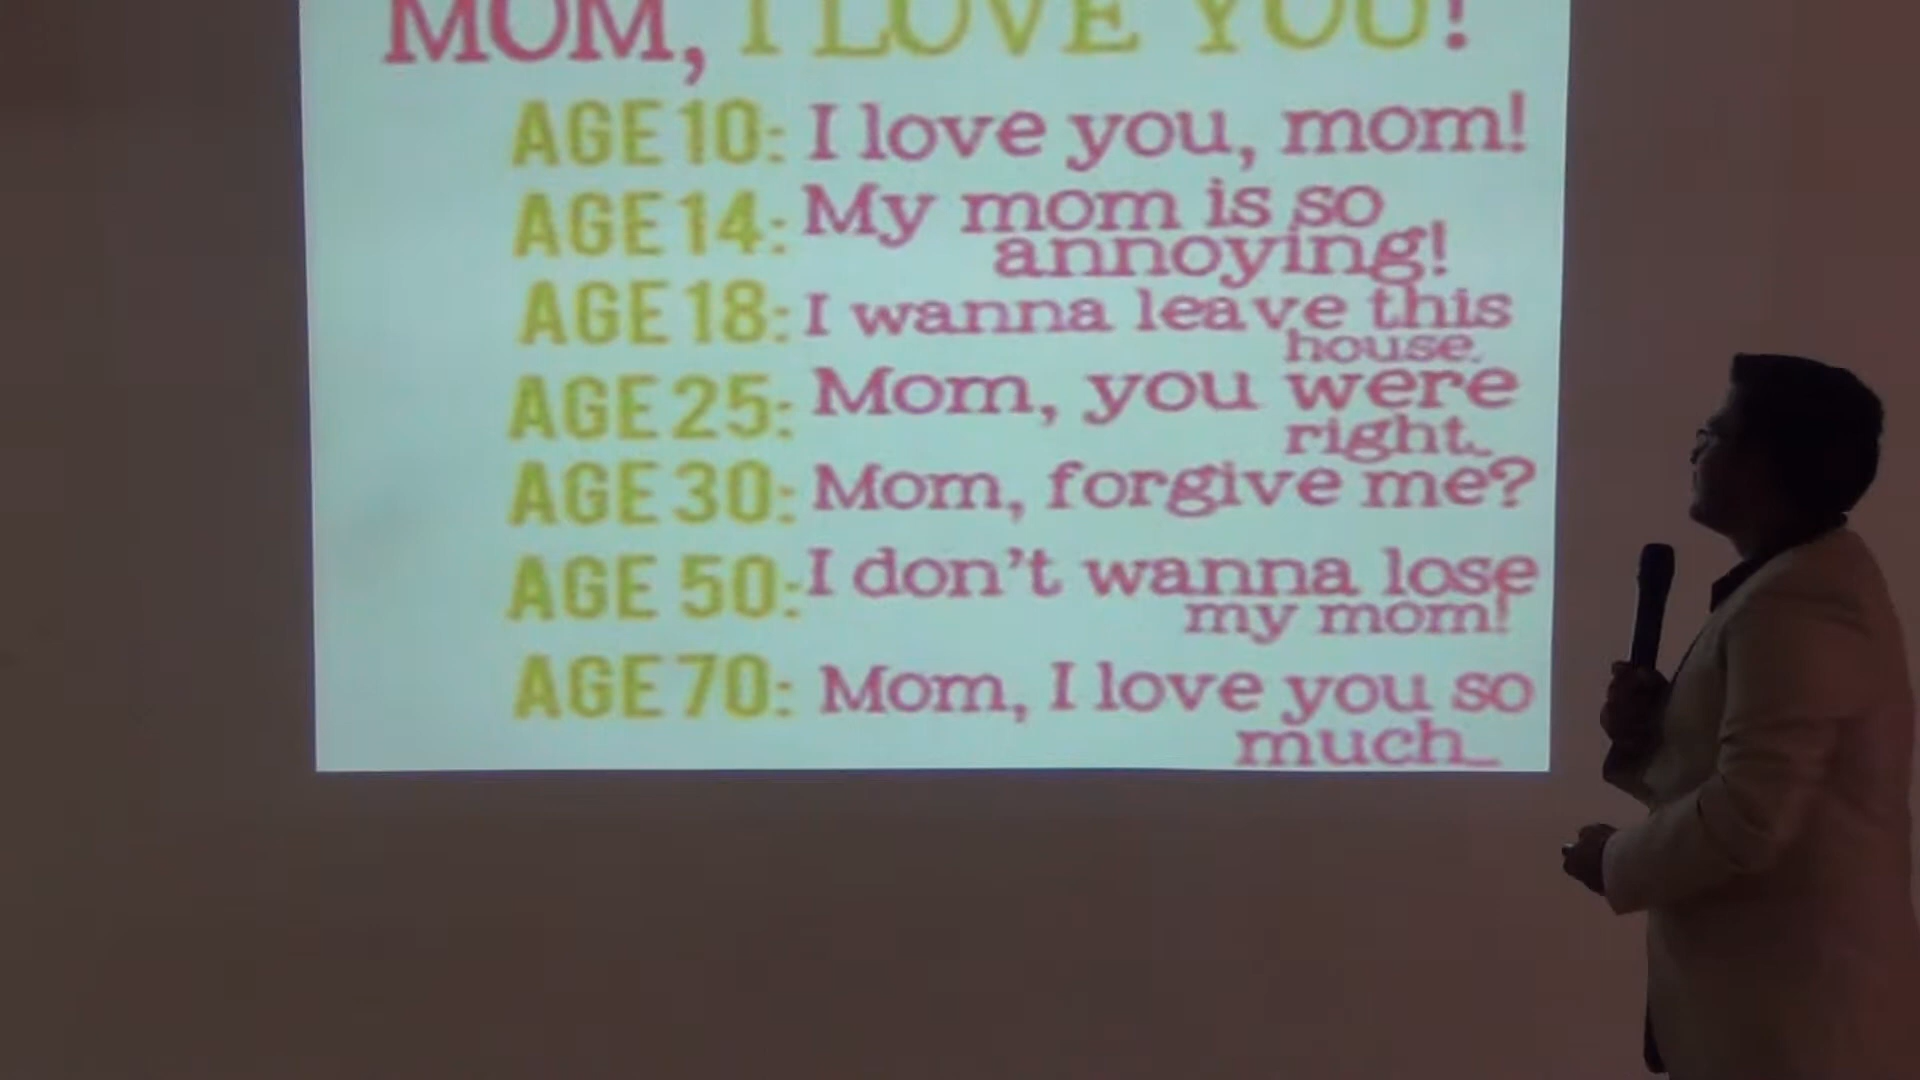 MOM, I LOVE YOU!
AGE 10: I love you, mom!
AGE 14: My mom is so
annoying!
AGE 18: I wanna leave this
house.
AGE 25: Mom, you were
right...
AGE 30: Mom, forgive me?
AGE 50: I don't wanna lose
my mom!
AGE 70: Mom, I love you so
much...